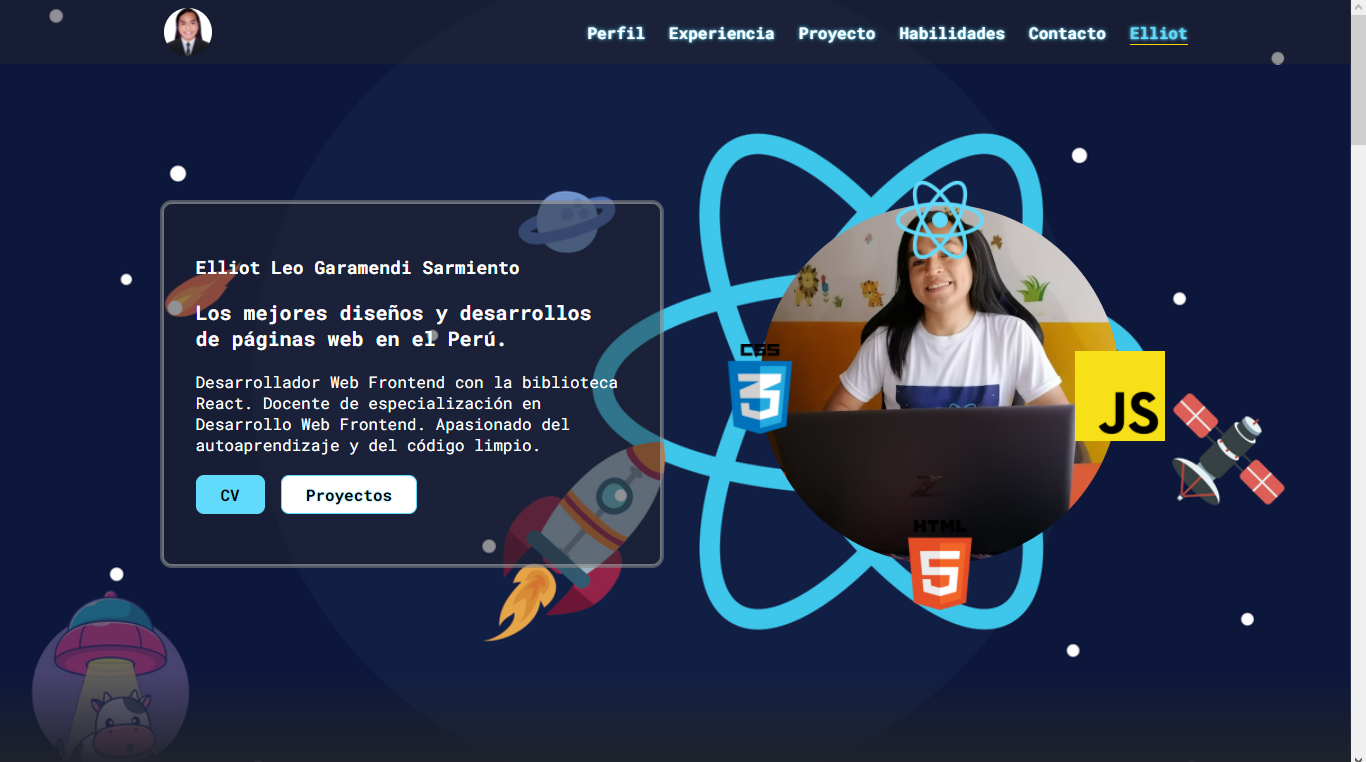 Perfil Experiencia Proyecto Habilidades Contacto Elliot
Elliot Leo Garamendi Sarmiento
Los mejores diseños y desarrollos
de páginas web en el Perú.
Desarrollador Web Frontend con la biblioteca
React. Docente de especialización en
Desarrollo Web Frontend. Apasionado del
autoaprendizaje y del código limpio.
CV Proyectos
CSS
3
JS
HTML
5